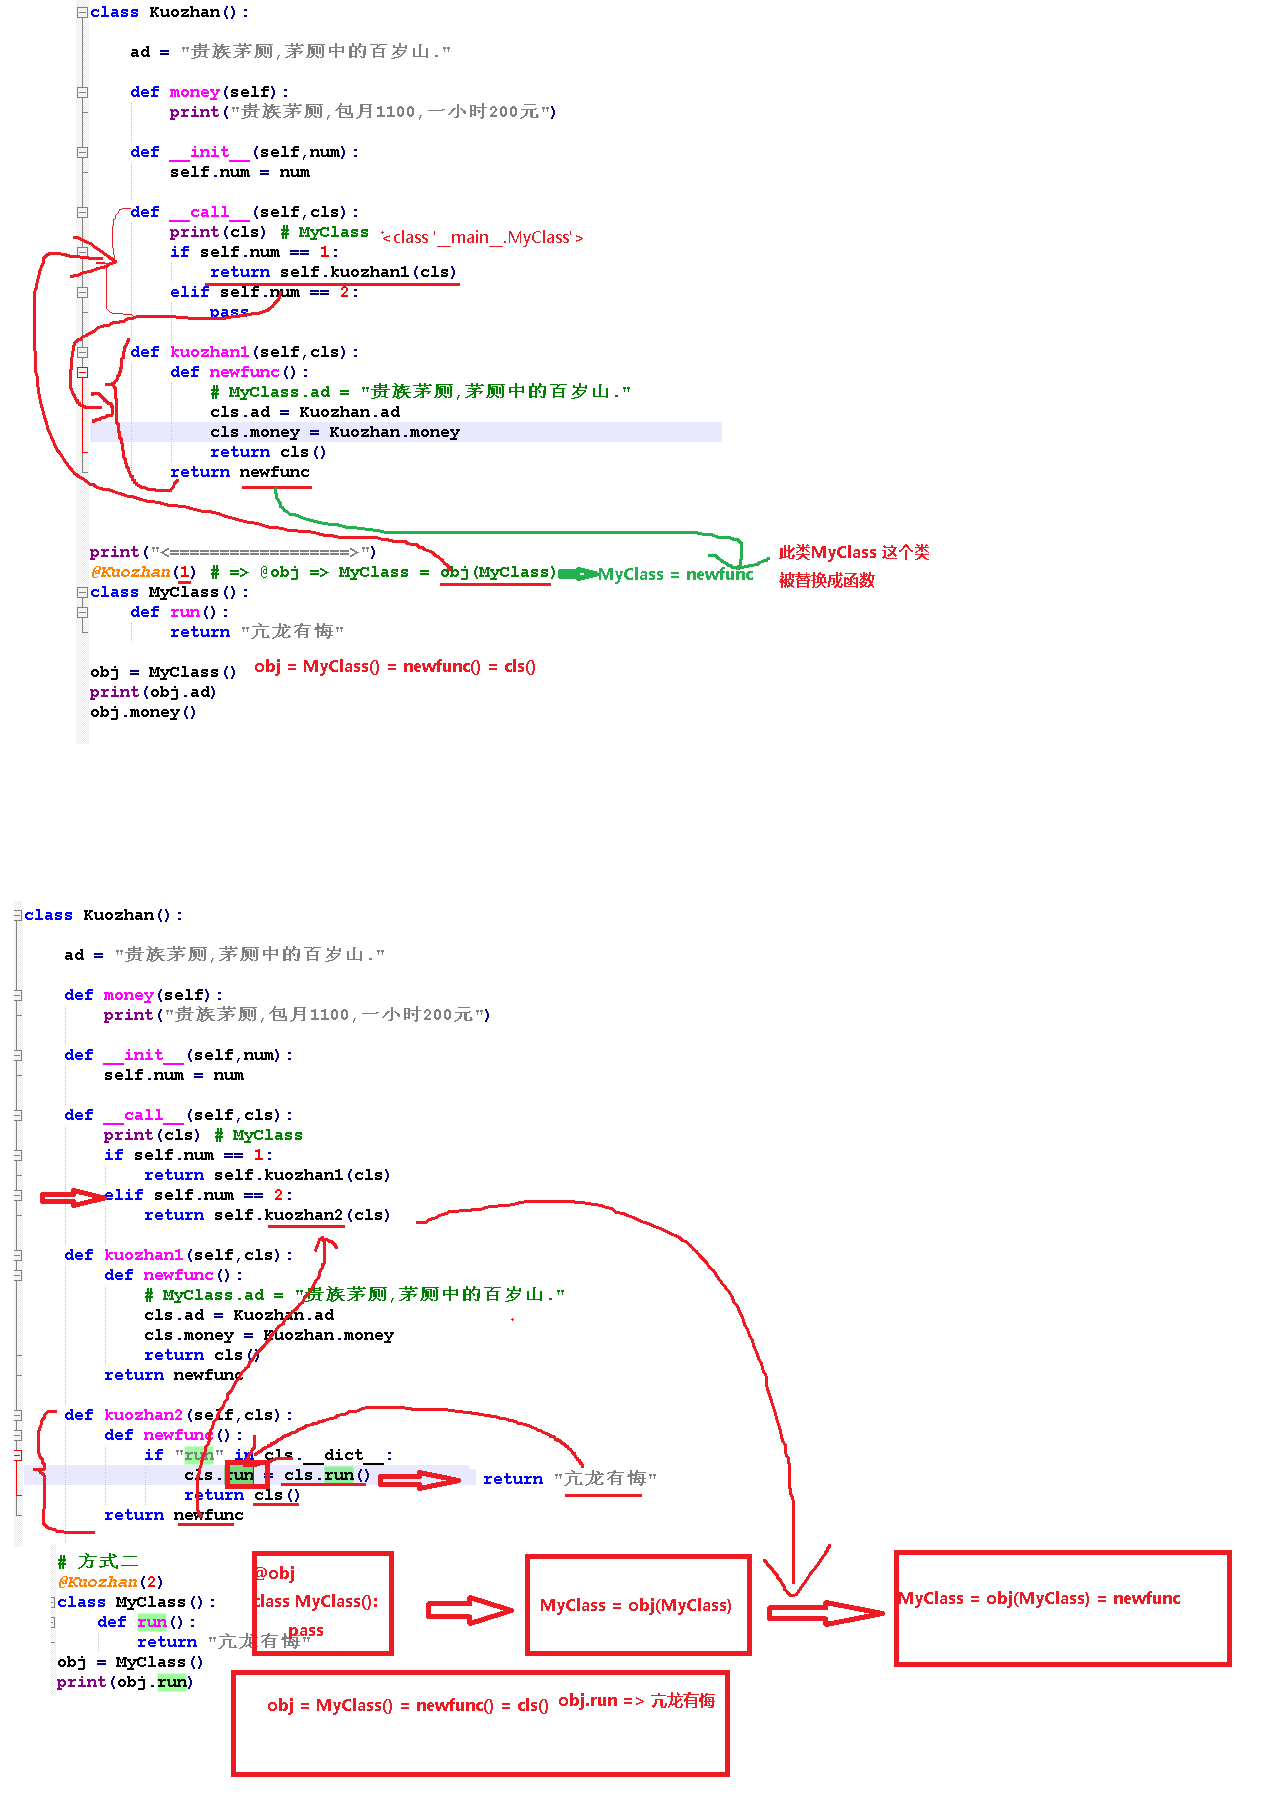 class Kuozhan():
ad = "贵族茅厕,茅厕中的百岁山."
def money(self):
print("贵族茅厕,包月1100,一小时200元")
def __init__(self,num):
self.num = num
def __call__(self,cls):
print(cls) # MyClass <class '__main__.MyClass'>
if self.num == 1:
return self.kuozhan1(cls)
elif self.num == 2:
pass
def kuozhan1(self,cls):
def newfunc():
# MyClass.ad = "贵族茅厕,茅厕中的百岁山."
cls.ad = Kuozhan.ad
cls.money = Kuozhan.money
return cls()
return newfunc
print("<==================>")
此类MyClass 这个类
@Kuozhan(1) # => @obj => MyClass = obj(MyClass) MyClass = newfunc
被替换成函数
class MyClass():
def run():
return "亢龙有悔"
obj = MyClass() obj = MyClass() = newfunc() = cls()
print(obj.ad)
obj.money()
class Kuozhan():
ad = "贵族茅厕,茅厕中的百岁山."
def money(self):
print("贵族茅厕,包月1100,一小时200元")
def __init__(self,num):
self.num = num
def __call__(self,cls):
print(cls) # MyClass
if self.num == 1:
return self.kuozhan1(cls)
elif self.num == 2:
return self.kuozhan2(cls)
def kuozhan1(self,cls):
def newfunc():
# MyClass.ad = "贵族茅厕,茅厕中的百岁山."
cls.ad = Kuozhan.ad
cls.money = Kuozhan.money
return cls()
return newfunc
def kuozhan2(self,cls):
def newfunc():
if "run" in cls.__dict__:
cls.run = cls.run() return "亢龙有悔"
return cls()
return newfunc
# 方式二
@Kuozhan(2)
class MyClass():
def run():
return "亢龙有悔"
obj = MyClass()
print(obj.run)
@obj
class MyClass():
pass
MyClass = obj(MyClass)
MyClass = obj(MyClass) = newfunc
obj = MyClass() = newfunc() = cls() obj.run => 亢龙有悔